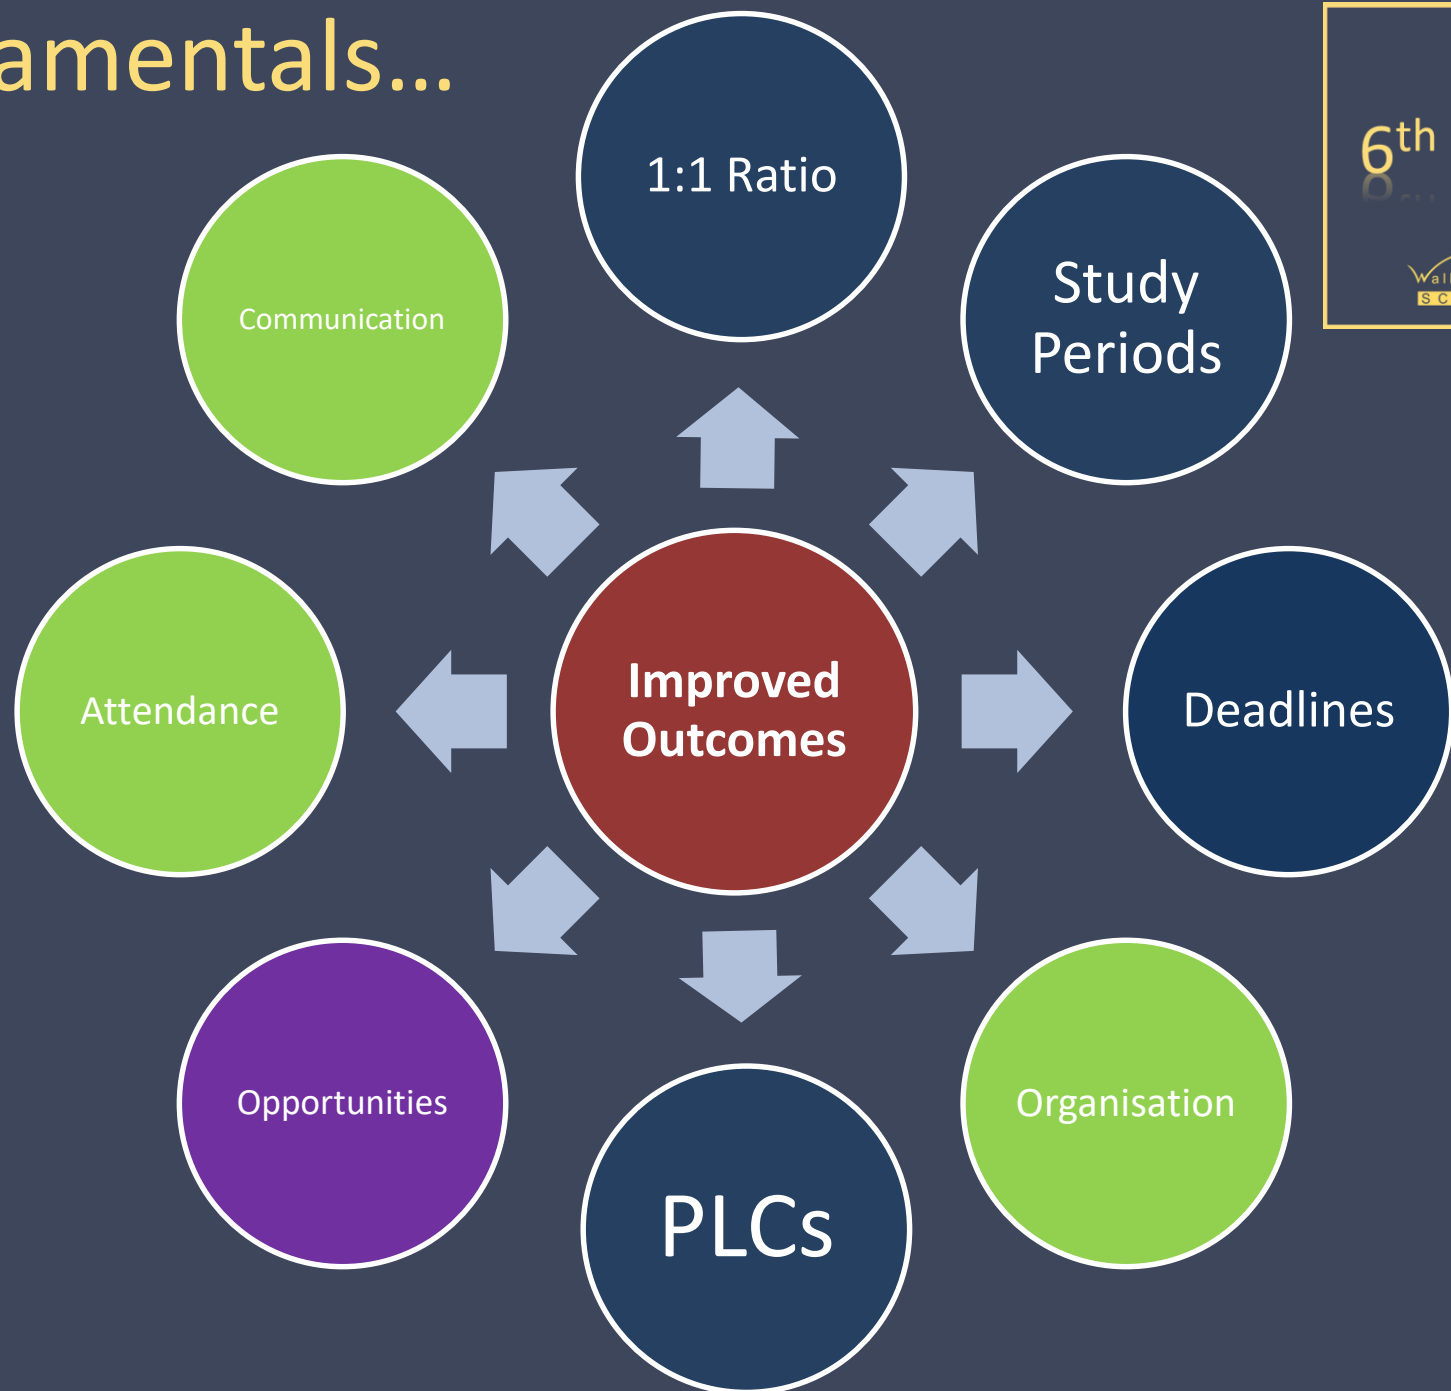 amentals…
6th
1:1 Ratio
Study
Periods
Communication
Improved
Outcomes
Attendance
Deadlines
Opportunities
Organisation
PLCs